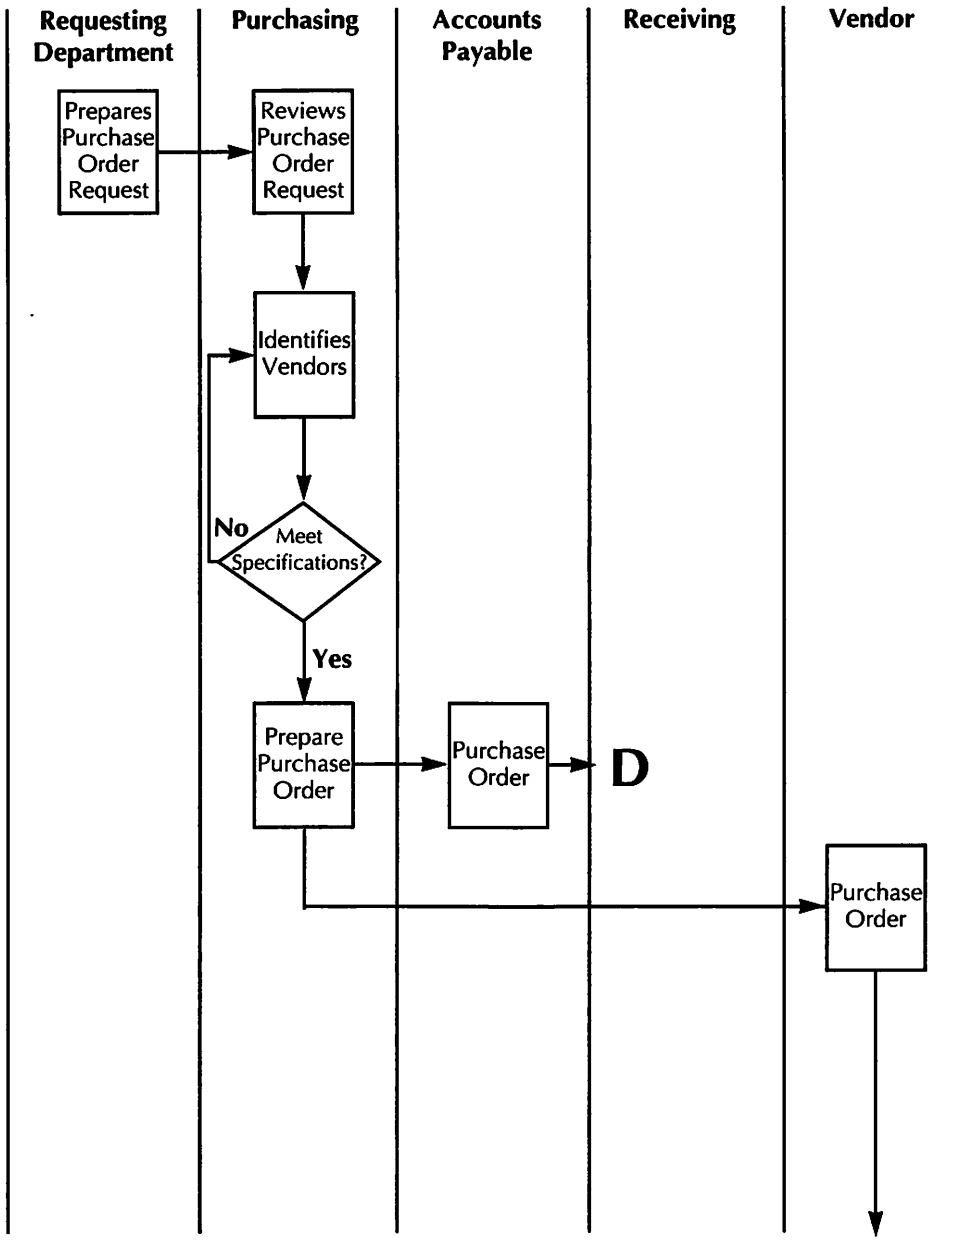 Requesting
Department
Purchasing
Accounts
Payable
Receiving
Vendor
Prepares
Purchase
Order
Request
Reviews
Purchase
Order
Request
Identifies
Vendors
No
Meet
Specifications?
Yes
Prepare
Purchase
Order
Purchase
Order
D
Purchase
Order